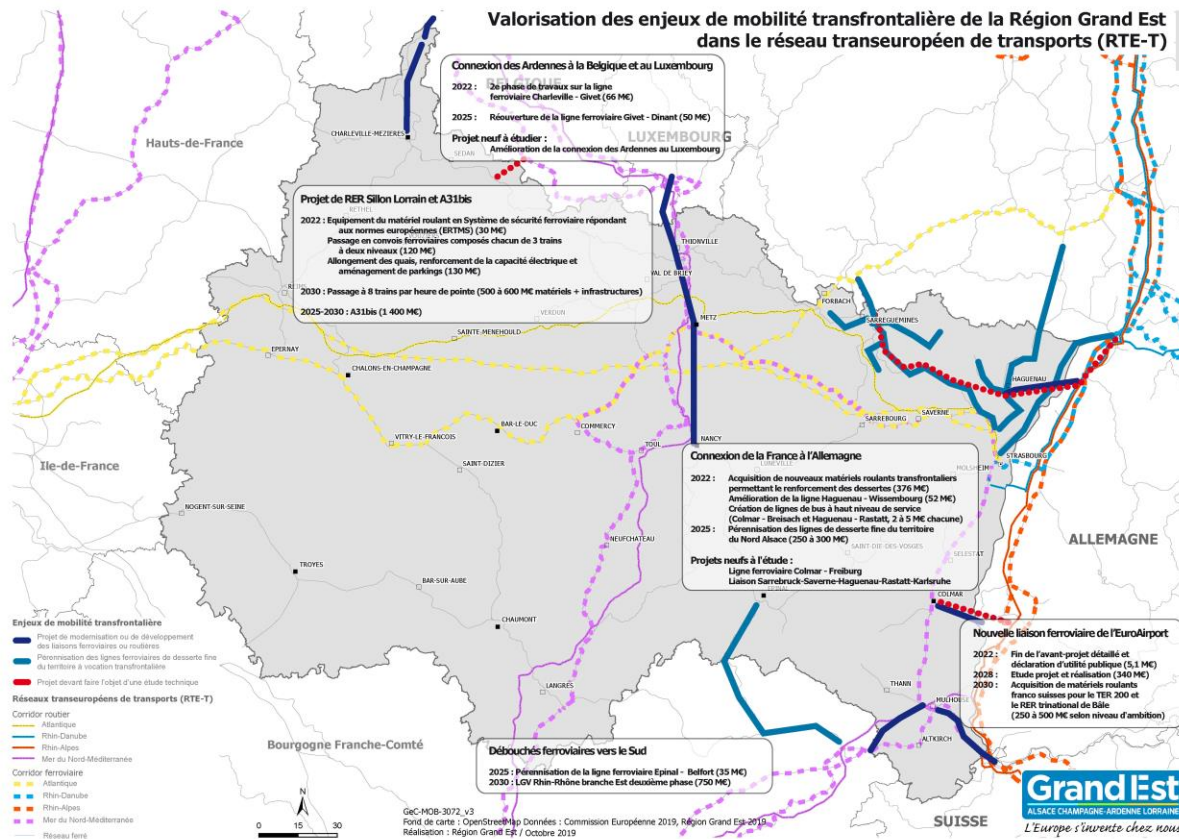 Valorisation des enjeux de mobilité transfrontalière de la Région Grand Est
dans le réseau transeuropéen de transports (RTE-T)
Connexion des Ardennes à la Belgique et au Luxembourg
BELGIQUE
2022 : 2e phase de travaux sur la ligne
ferroviaire Charleville - Givet (66 M€)
2025 : Réouverture de la ligne ferroviaire Givet - Dinant (50 M€)
Projet neuf à étudier :
Amélioration de la connexion des Ardennes au Luxembourg
LUXEMBOURG
CHARLEVILLE-MEZIERES
Hauts-de-France
SEDAN
Projet de RER Sillon Lorrain et A31bis
RETHEL
2022 : Equipement du matériel roulant en Système de sécurité ferroviaire répondant
aux normes européennes (ERTMS) (30 M€)
Passage en convois ferroviaires composés chacun de 3 trains
à deux niveaux (120 M€)
Allongement des quais, renforcement de la capacité électrique et
aménagement de parkings (130 M€)
2030 : Passage à 8 trains par heure de pointe (500 à 600 M€ matériels + infrastructures)
2025-2030 : A31bis (1 400 M€)
THIONVILLE
VAL DE BRIEY
REIMS
VERDUN
METZ
FORBACH
SARREGUEMINES
SAINTE MENEHOULD
EPERNAY
CHALONS-EN-CHAMPAGNE
HAGUENAU
VITRY-LE-FRANCOIS
BAR-LE-DUC
COMMERCY
TOUL
NANCY
SARREBOURG
SAVERNE
STRASBOURG
MOLSHEIM
Ile-de-France
SAINT-DIZIER
LUNEVILLE
Connexion de la France à l'Allemagne
2022 : Acquisition de nouveaux matériels roulants transfrontaliers
permettant le renforcement des dessertes (376 M€)
Amélioration de la ligne Haguenau - Wissembourg (52 M€)
Création de lignes de bus à haut niveau de service
(Colmar - Breisach et Haguenau - Rastatt, 2 à 5 M€ chacune)
2025 : Pérennisation des lignes de desserte fine du territoire
du Nord Alsace (250 à 300 M€)
Projets neufs à l'étude :
Ligne ferroviaire Colmar - Freiburg
Liaison Sarrebruck-Saverne-Haguenau-Rastatt-Karlsruhe
NOGENT-SUR-SEINE
NEUFCHATEAU
SAINT-DIE-DES-VOSGES
SELESTAT
ALLEMAGNE
TROYES
BAR-SUR-AUBE
EPINAL
COLMAR
CHAUMONT
LANGRES
THANN
MULHOUSE
ALTKIRCH
Nouvelle liaison ferroviaire de l'EuroAirport
2022 : Fin de l'avant-projet détaillé et
déclaration d'utilité publique (5,1 M€)
2028 : Etude projet et réalisation (340 M€)
2030 : Acquisition de matériels roulants
franco suisses pour le TER 200 et
le RER trinational de Bâle
(250 à 500 M€ selon niveau d'ambition)
Bourgogne Franche-Comté
Débouchés ferroviaires vers le Sud
2025 : Pérennisation de la ligne ferroviaire Epinal - Belfort (35 M€)
2030 : LGV Rhin-Rhône branche Est deuxième phase (750 M€)
SUISSE
Enjeux de mobilité transfrontalière
Projet de modernisation ou de développement
des liaisons ferroviaires ou routières
Pérennisation des lignes ferroviaires de desserte fine
du territoire à vocation transfrontalière
Projet devant faire l'objet d'une étude technique
Réseaux transeuropéens de transports (RTE-T)
Corridor routier
Atlantique
Rhin-Danube
Rhin-Alpes
Mer du Nord-Méditerranée
Corridor ferroviaire
Atlantique
Rhin-Danube
Rhin-Alpes
Mer du Nord-Méditerranée
Réseau ferré
N
0 15 30
GeC-MOB-3072_v3
Fond de carte : OpenStreetMap Données : Commission Européenne 2019, Région Grand Est 2019
Réalisation : Région Grand Est / Octobre 2019
Grand Est
ALSACE CHAMPAGNE-ARDENNE LORRAINE
L'Europe s'invente chez nous